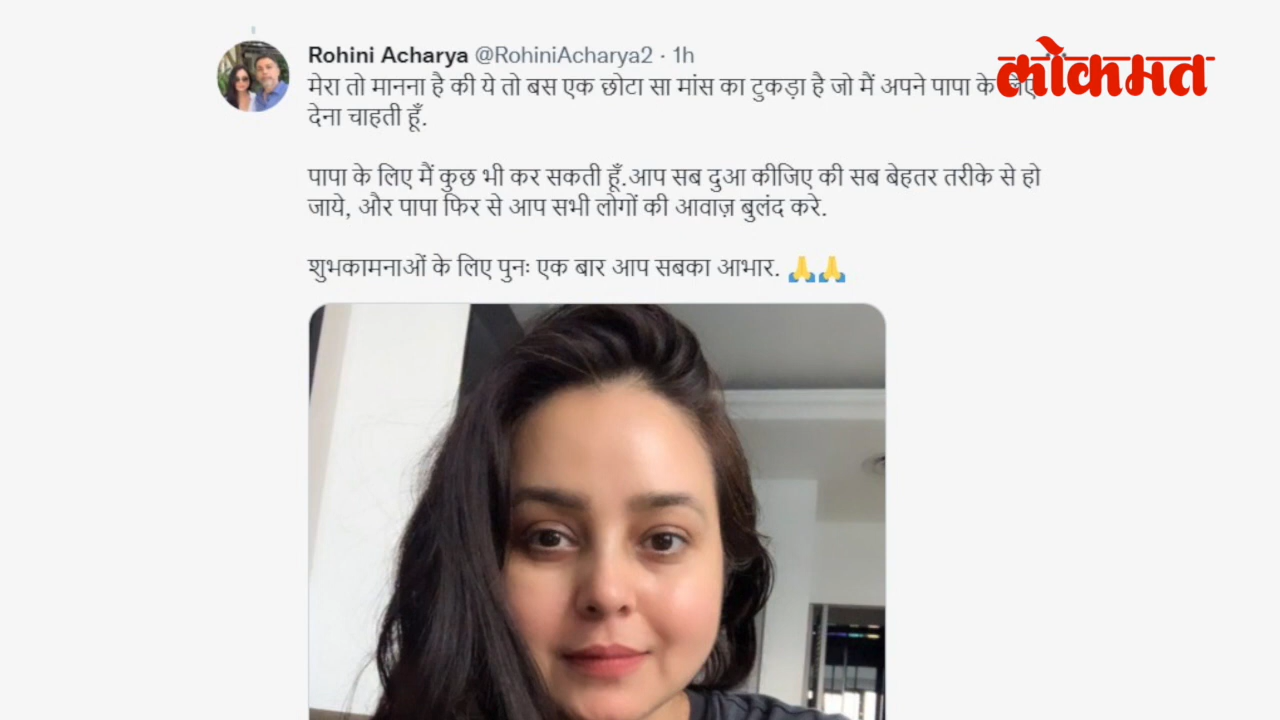 Rohini Acharya @RohiniAcharya2 · 1h
लोकमत
मेरा तो मानना है की ये तो बस एक छोटा सा मांस का टुकड़ा है जो मैं अपने पापा के लिए
देना चाहती हूँ.
पापा के लिए मैं कुछ भी कर सकती हूँ.आप सब दुआ कीजिए की सब बेहतर तरीके से हो
जाये, और पापा फिर से आप सभी लोगों की आवाज़ बुलंद करे.
शुभकामनाओं के लिए पुनः एक बार आप सबका आभार. 🙏🙏